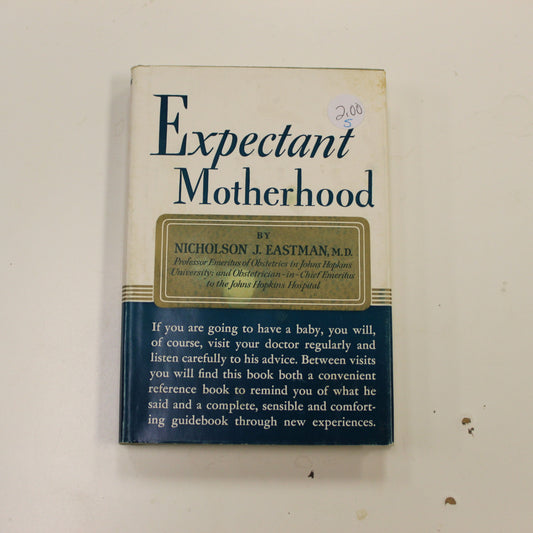 2.00
S
Expectant
Motherhood
BY
NICHOLSON J. EASTMAN, M.D.
Professor Emeritus of Obstetrics in Johns Hopkins
University; and Obstetrician-in-Chief Emeritus
to the Johns Hopkins Hospital
If you are going to have a baby, you will,
of course, visit your doctor regularly and
listen carefully to his advice. Between visits
you will find this book both a convenient
reference book to remind you of what he
said and a complete, sensible and comfort-
ing guidebook through new experiences.